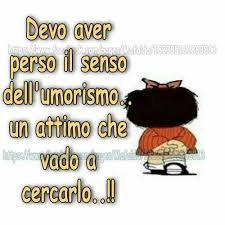 Devo aver
perso il senso
dell'umorismo..
un attimo che
vado a
cercarlo..!!